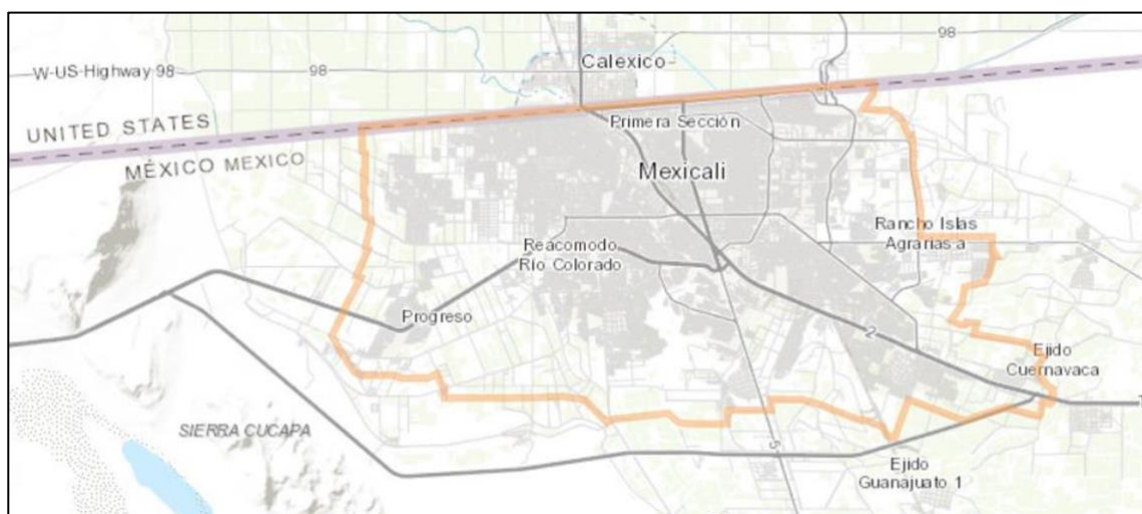 98
Calexico
W-US-Highway 98
98
UNITED STATES
Primera Sección
MÉXICO MEXICO
Mexicali
Rancho Islas
Agrarias a
Reacomodo
Río Colorado
Progreso
2
Ejido
Cuernavaca
SIERRA CUCAPA
5
Ejido
Guanajuato 1